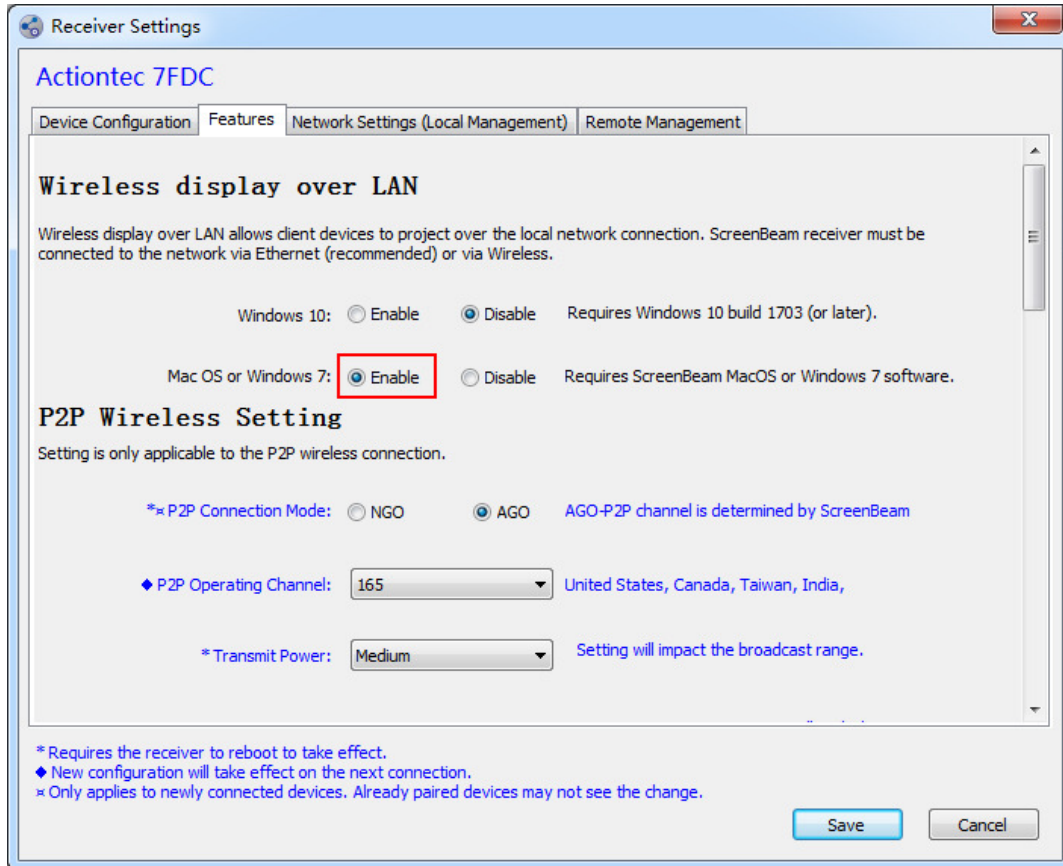 Receiver Settings
Actiontec 7FDC
Device Configuration Features Network Settings (Local Management) Remote Management
Wireless display over LAN
Wireless display over LAN allows client devices to project over the local network connection. ScreenBeam receiver must be
connected to the network via Ethernet (recommended) or via Wireless.
Windows 10: Enable Disable Requires Windows 10 build 1703 (or later).
Mac OS or Windows 7: Enable Disable Requires ScreenBeam MacOS or Windows 7 software.
P2P Wireless Setting
Setting is only applicable to the P2P wireless connection.
*¤ P2P Connection Mode: NGO AGO AGO-P2P channel is determined by ScreenBeam
◆ P2P Operating Channel: 165 United States, Canada, Taiwan, India,
* Transmit Power: Medium Setting will impact the broadcast range.
* Requires the receiver to reboot to take effect.
◆ New configuration will take effect on the next connection.
¤ Only applies to newly connected devices. Already paired devices may not see the change.
Save Cancel